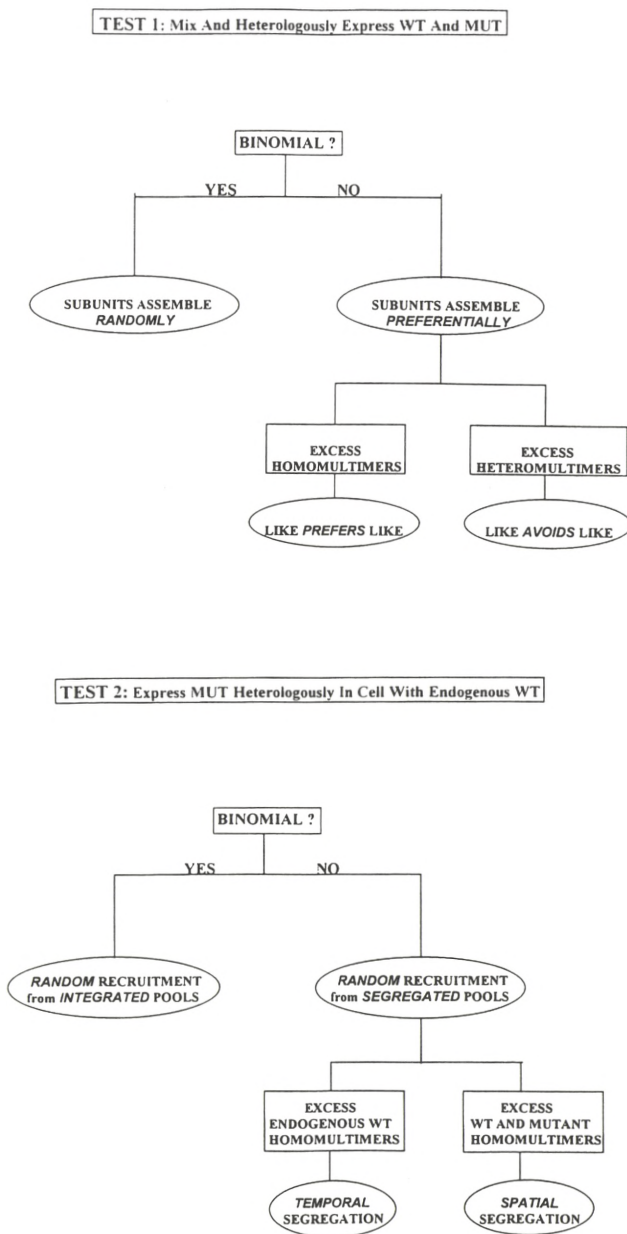 TEST 1: Mix And Heterologously Express WT And MUT
BINOMIAL ?
YES NO
SUBUNITS ASSEMBLE
RANDOMLY
SUBUNITS ASSEMBLE
PREFERENTIALLY
EXCESS
HOMOMULTIMERS
EXCESS
HETEROMULTIMERS
LIKE PREFERS LIKE
LIKE AVOIDS LIKE
TEST 2: Express MUT Heterologously In Cell With Endogenous WT
BINOMIAL ?
YES NO
RANDOM RECRUITMENT
from INTEGRATED POOLS
RANDOM RECRUITMENT
from SEGREGATED POOLS
EXCESS
ENDOGENOUS WT
HOMOMULTIMERS
EXCESS
WT AND MUTANT
HOMOMULTIMERS
TEMPORAL
SEGREGATION
SPATIAL
SEGREGATION